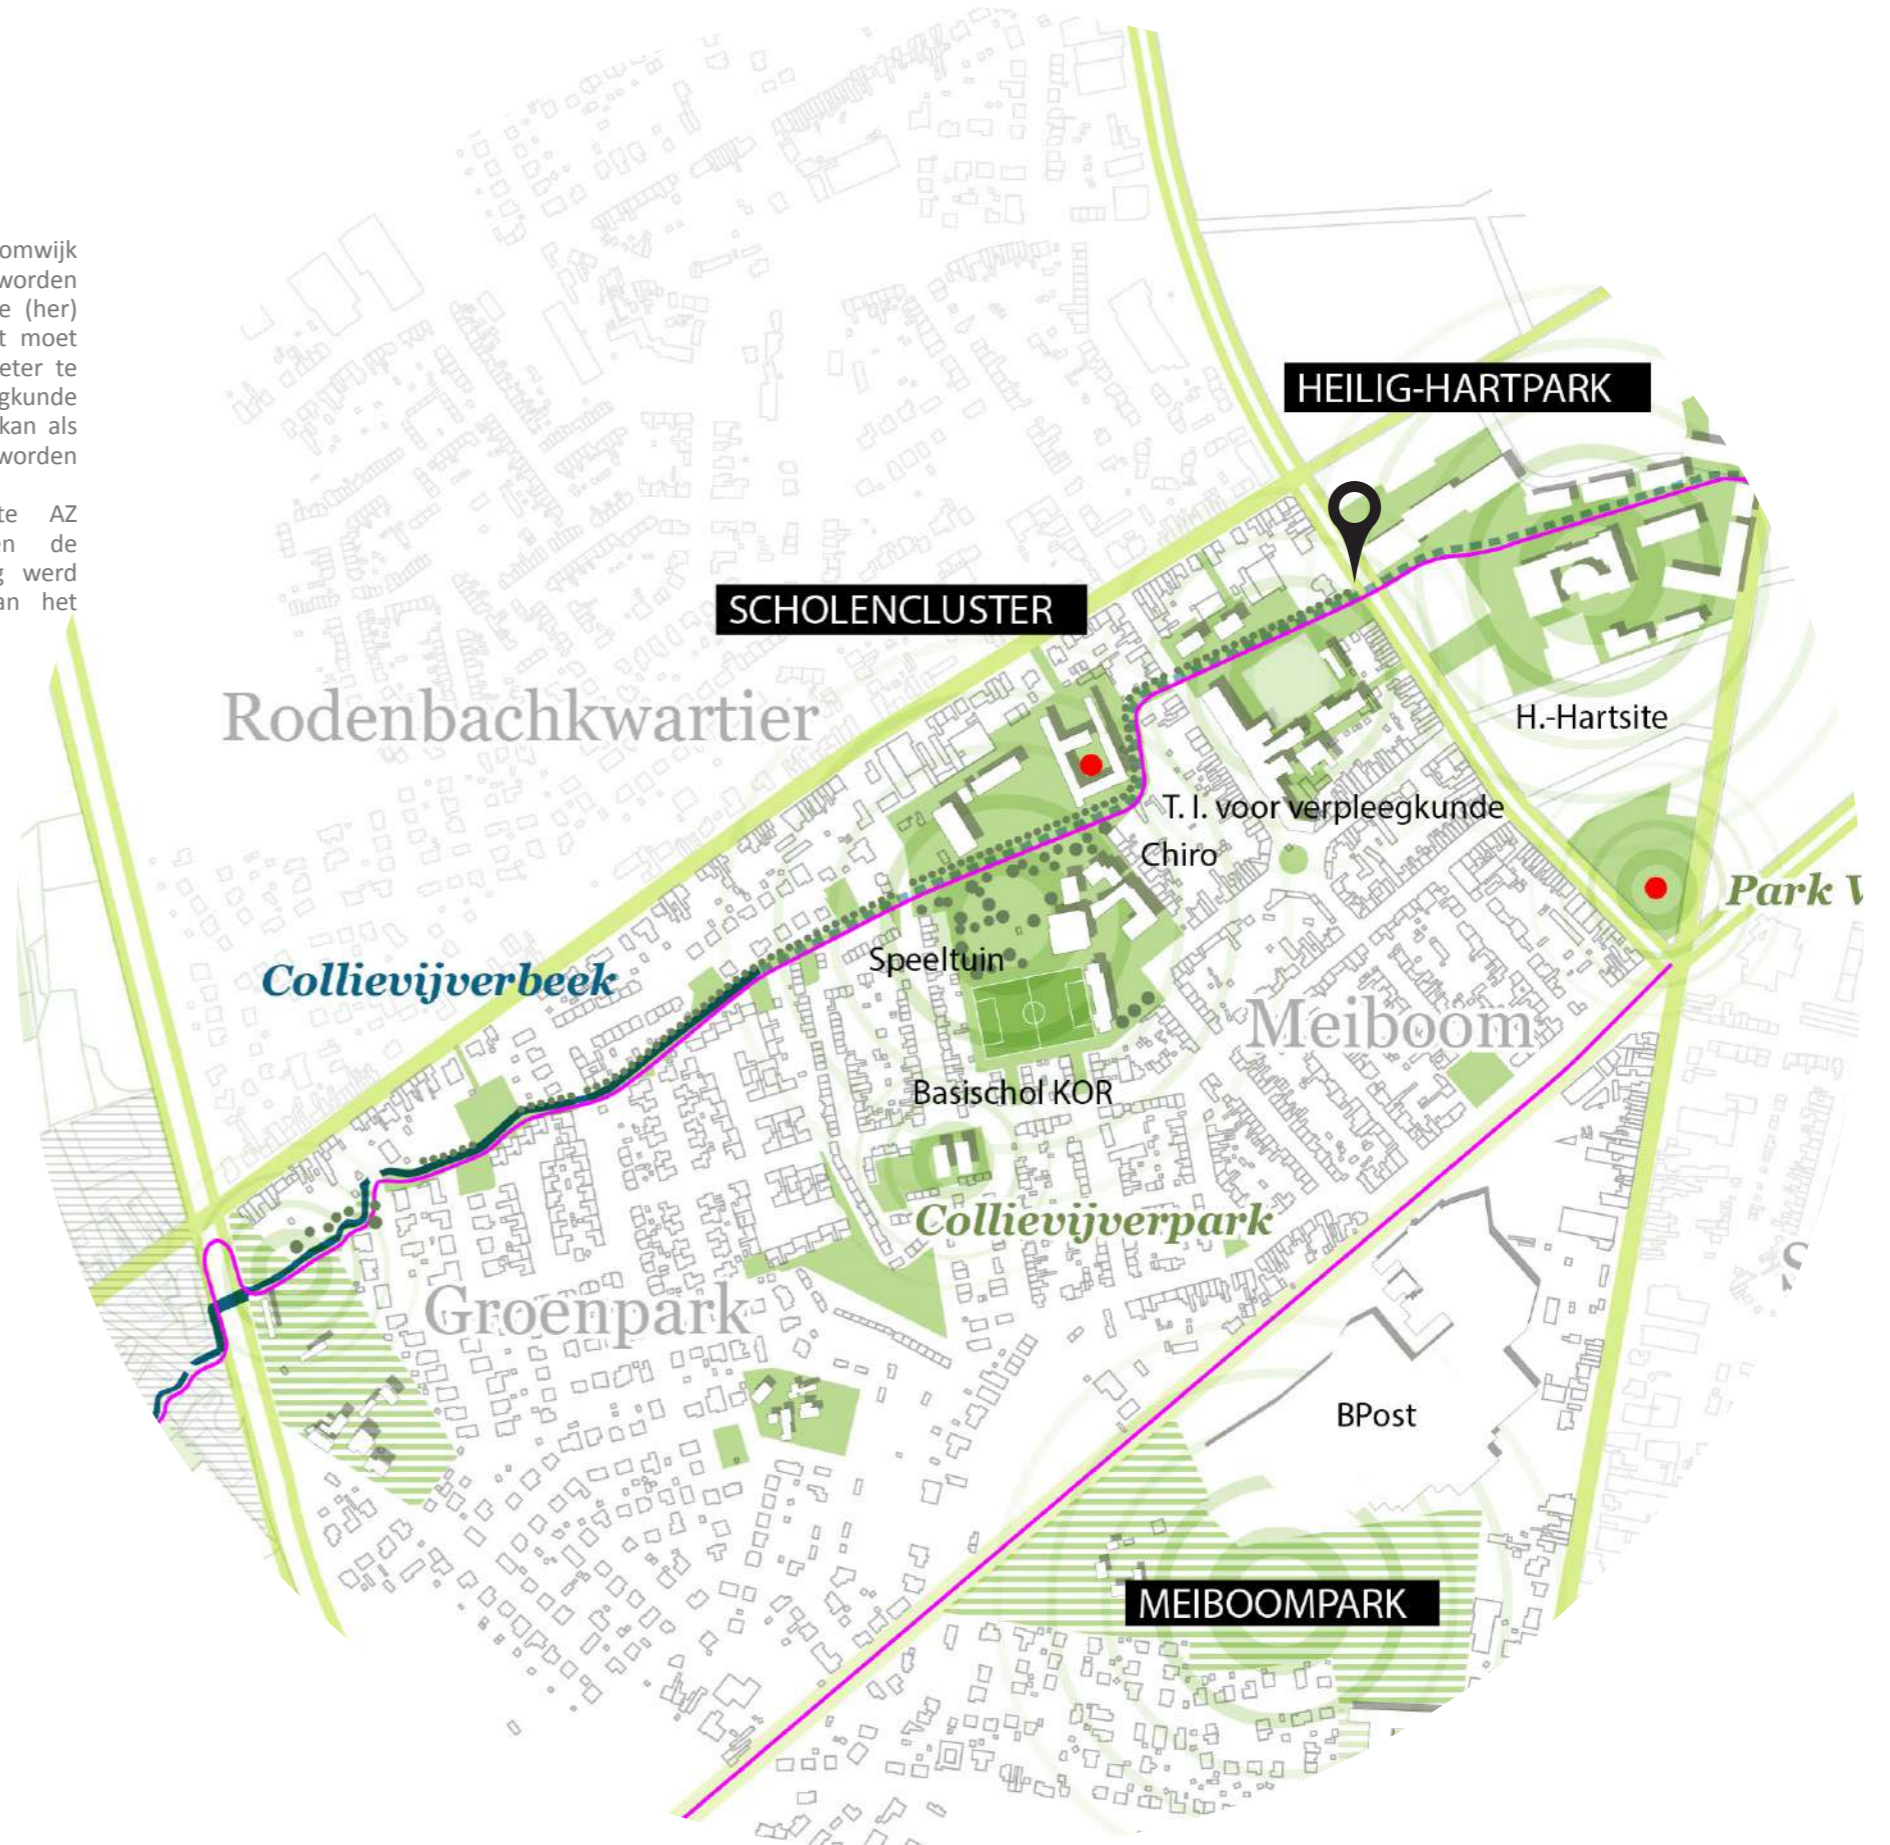 omwijk
worden
e (her)
t moet
eter te
gkunde
kan als
worden
te AZ
en de
g werd
an het
HEILIG-HARTPARK
SCHOLENCLUSTER
Rodenbachkwartier
H.-Hartsite
T. I. voor verpleegkunde
Chiro
Park V
Speeltuin
Collievijverbeek
Meiboom
Basischol KOR
Collievijverpark
Groenpark
BPost
MEIBOOMPARK